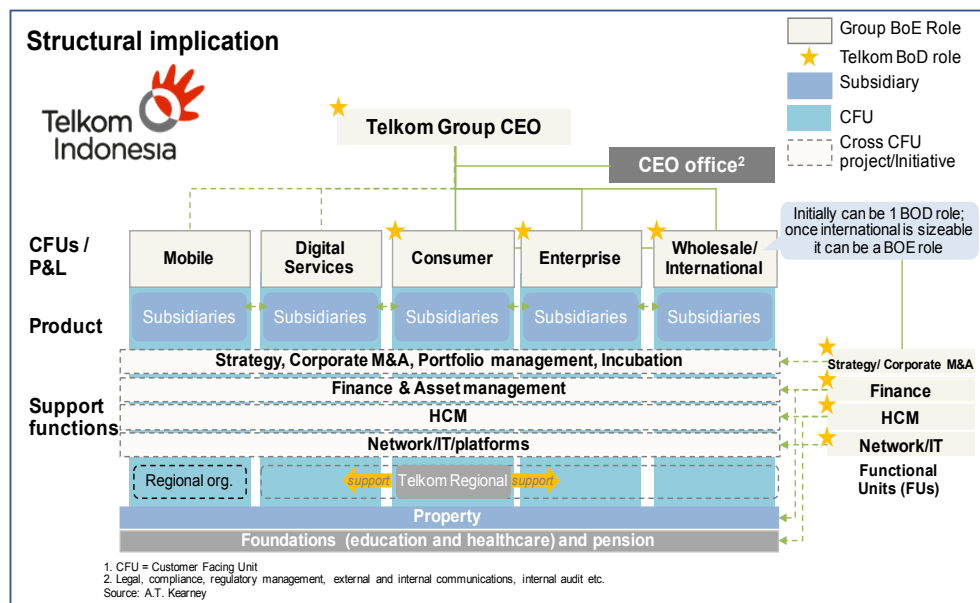 Structural implication
Telkom
Indonesia
Group BoE Role
Telkom BoD role
Subsidiary
CFU
Cross CFU
project/Initiative
Telkom Group CEO
CEO office2
Initially can be 1 BOD role;
once international is sizeable
it can be a BOE role
CFUs /
P&L
Mobile
Digital
Services
Consumer
Enterprise
Wholesale/
International
Product
Subsidiaries
Subsidiaries
Subsidiaries
Subsidiaries
Subsidiaries
Support
functions
Strategy, Corporate M&A, Portfolio management, Incubation
Finance & Asset management
HCM
Network/IT/platforms
Strategy/ Corporate M&A
Finance
HCM
Network/IT
Functional
Units (FUs)
Regional org.
support
Telkom Regional
support
Property
Foundations (education and healthcare) and pension
1. CFU = Customer Facing Unit
2. Legal, compliance, regulatory management, external and internal communications, internal audit etc.
Source: A.T. Kearney